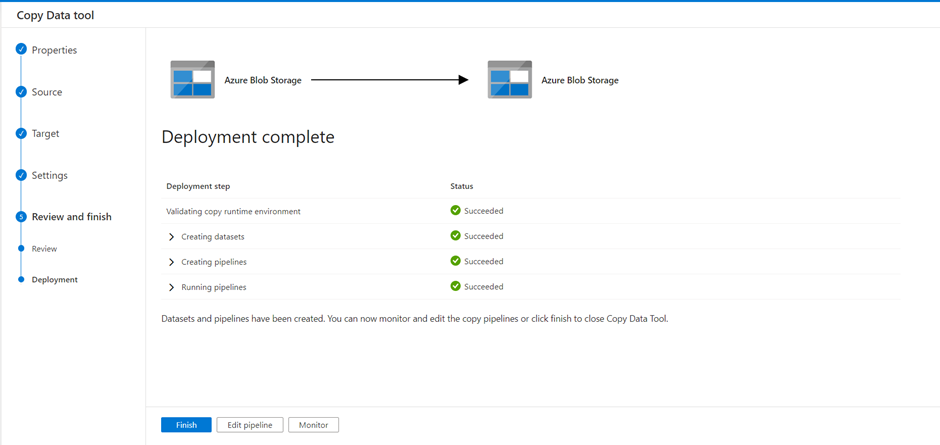 Copy Data tool
Properties
Source
Target
Settings
5 Review and finish
Review
Deployment
Azure Blob Storage Azure Blob Storage
Deployment complete
Deployment step Status
Validating copy runtime environment Succeeded
Creating datasets Succeeded
Creating pipelines Succeeded
Running pipelines Succeeded
Datasets and pipelines have been created. You can now monitor and edit the copy pipelines or click finish to close Copy Data Tool.
Finish Edit pipeline Monitor